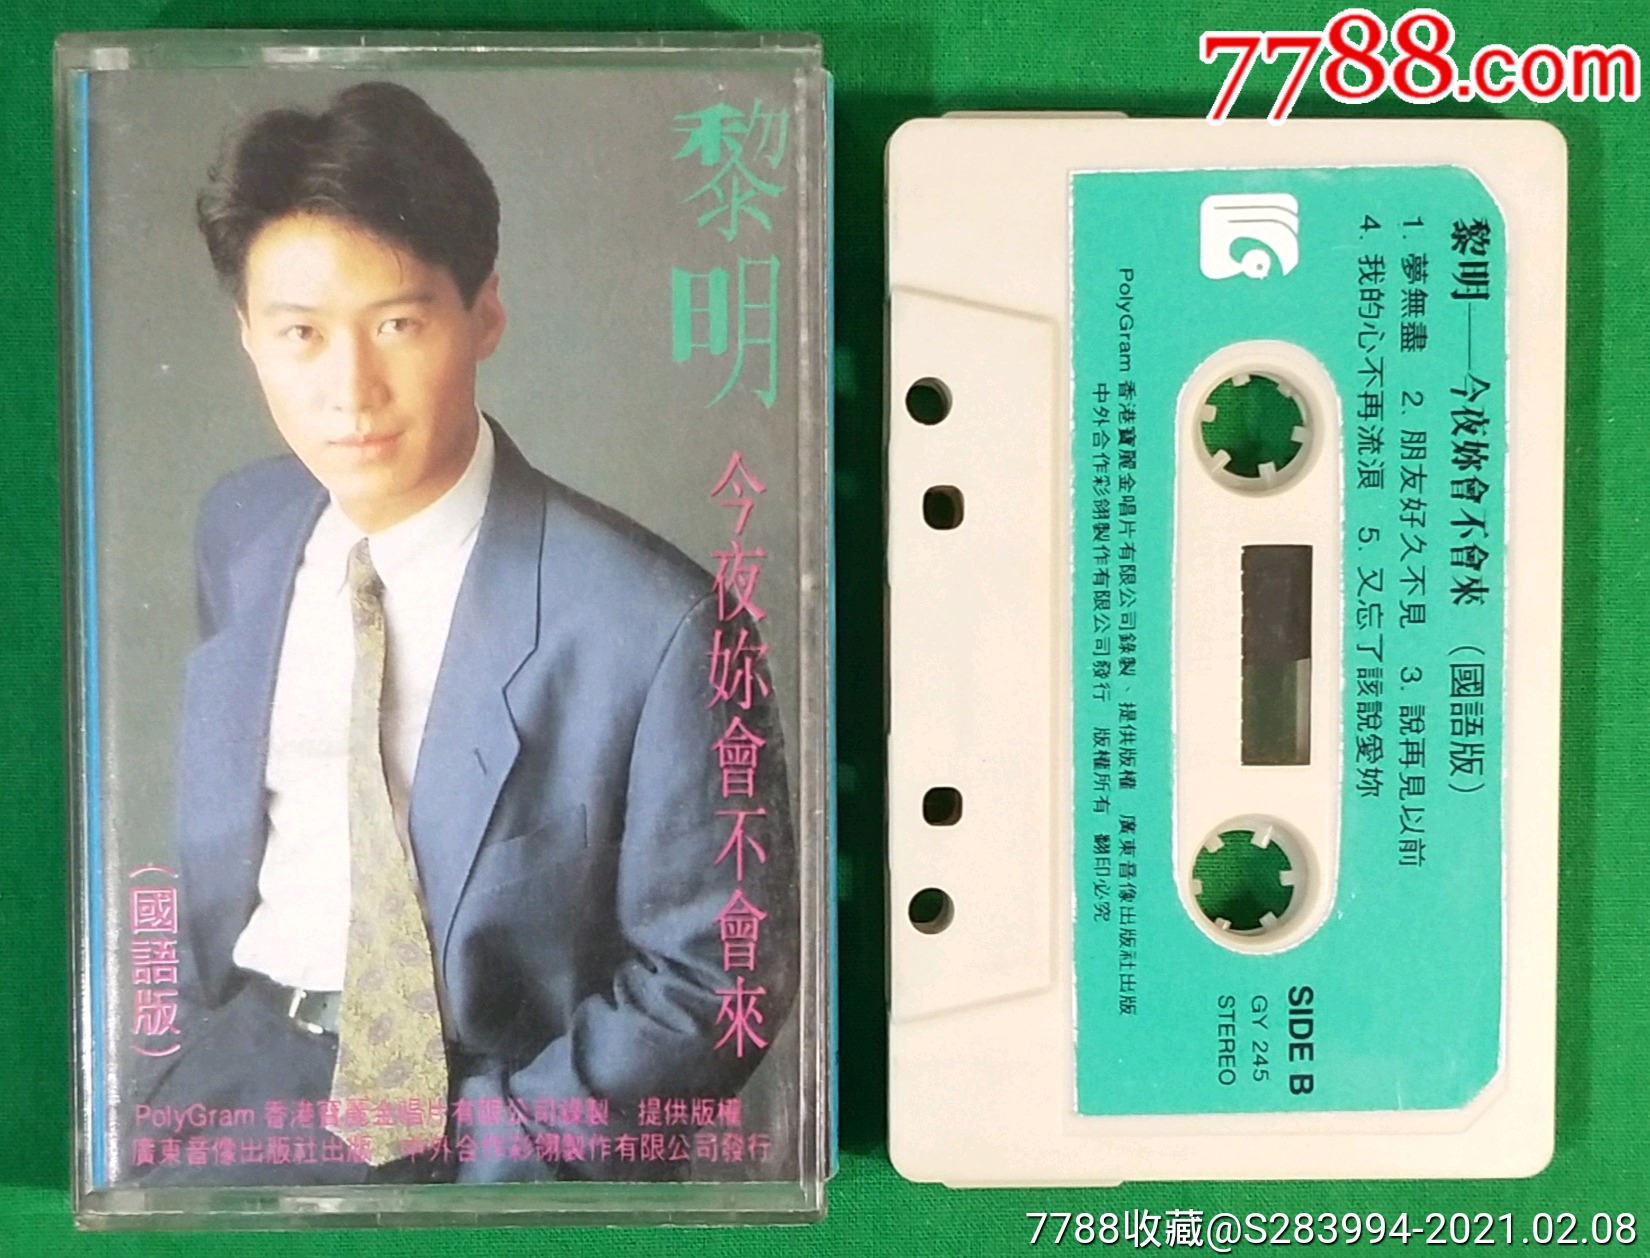 7788.com
黎明
今夜妳會不會來
(國語版)
PolyGram 香港寶麗金唱片有限公司錄製、提供版權
廣東音像出版社出版 中外合作彩翎製作有限公司發行
黎明——今夜妳會不會來(國語版)
1. 夢無盡 2. 朋友好久不見 3. 說再見以前
4. 我的心不再流浪 5. 又忘了該說愛妳
PolyGram 香港寶麗金唱片有限公司錄製、提供版權 廣東音像出版社出版
中外合作彩翎製作有限公司發行 版權所有 翻印必究
SIDE B
GY 245
STEREO
7788收藏@S283994-2021.02.08